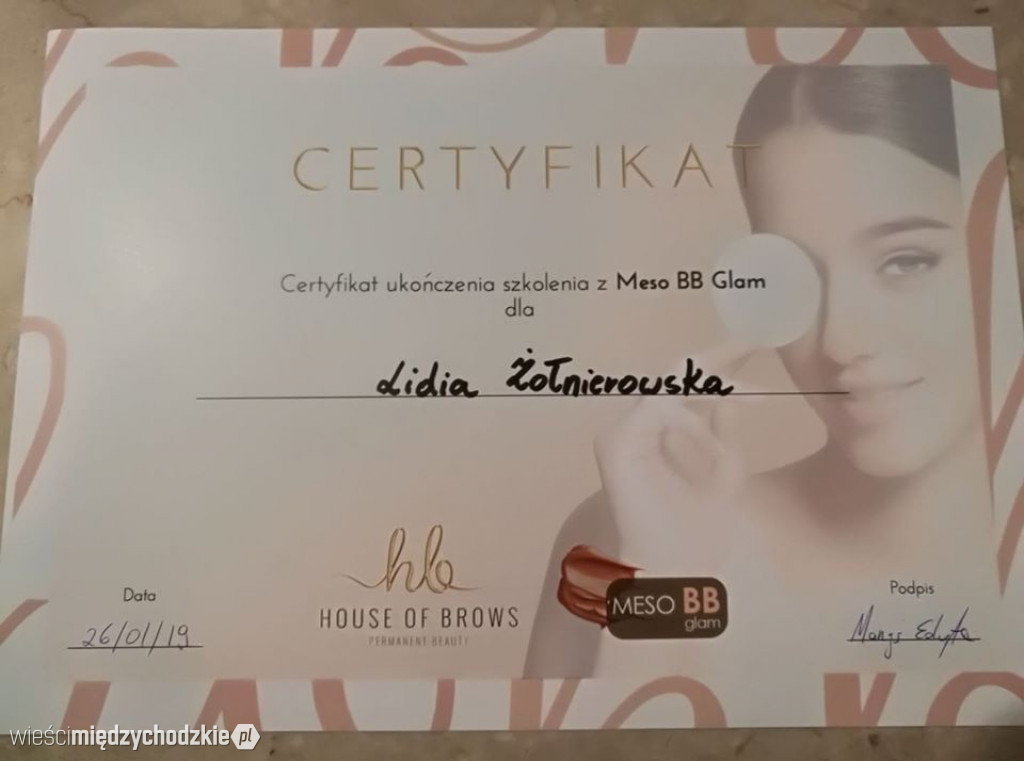 CERTYFIKAT
Certyfikat ukończenia szkolenia z Meso BB Glam
dla
Lidia Żołnierowska
hb
HOUSE OF BROWS
PERMANENT BEAUTY
MESO BB
glam
Data
26/01/19
Podpis
wieścimiędzychodzkie.pl